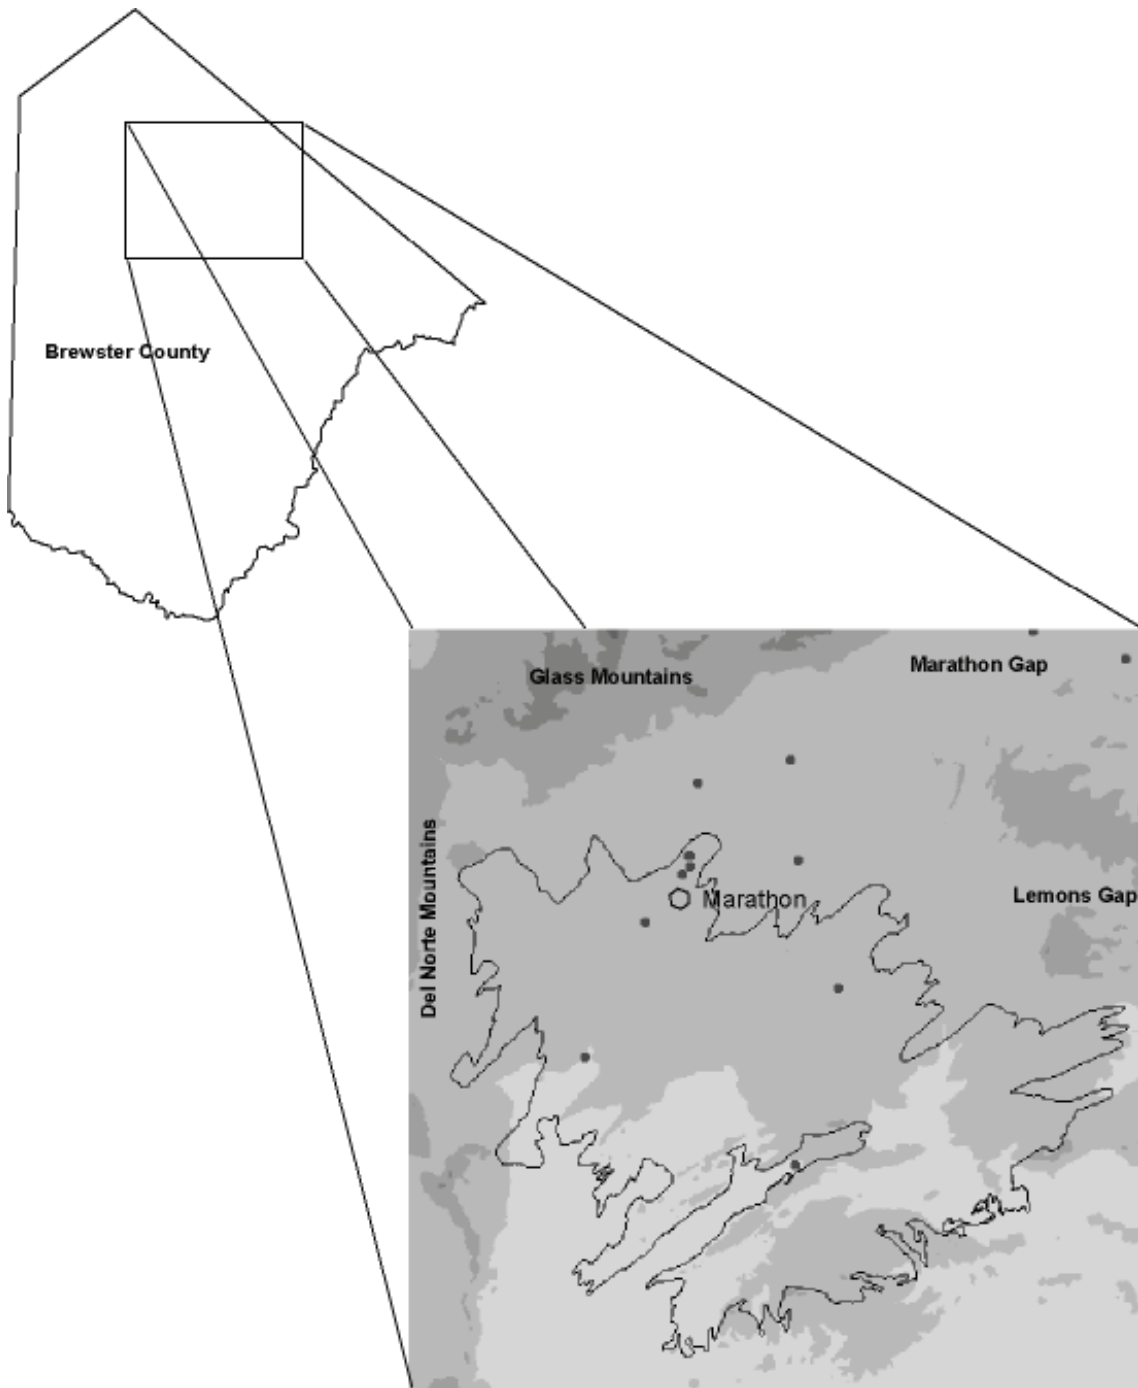 Brewster County
Glass Mountains
Marathon Gap
Del Norte Mountains
Marathon
Lemons Gap